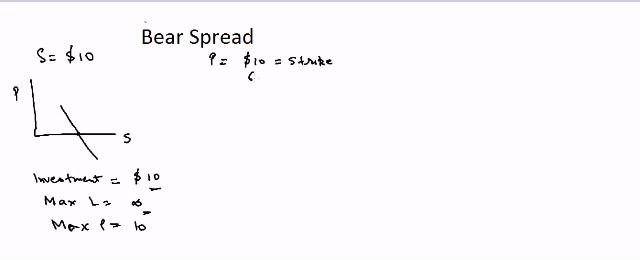 Bear Spread
S = $10
P = $10 = Strike
P
S
Investment = $10
Max L = ∞
Max P = 10